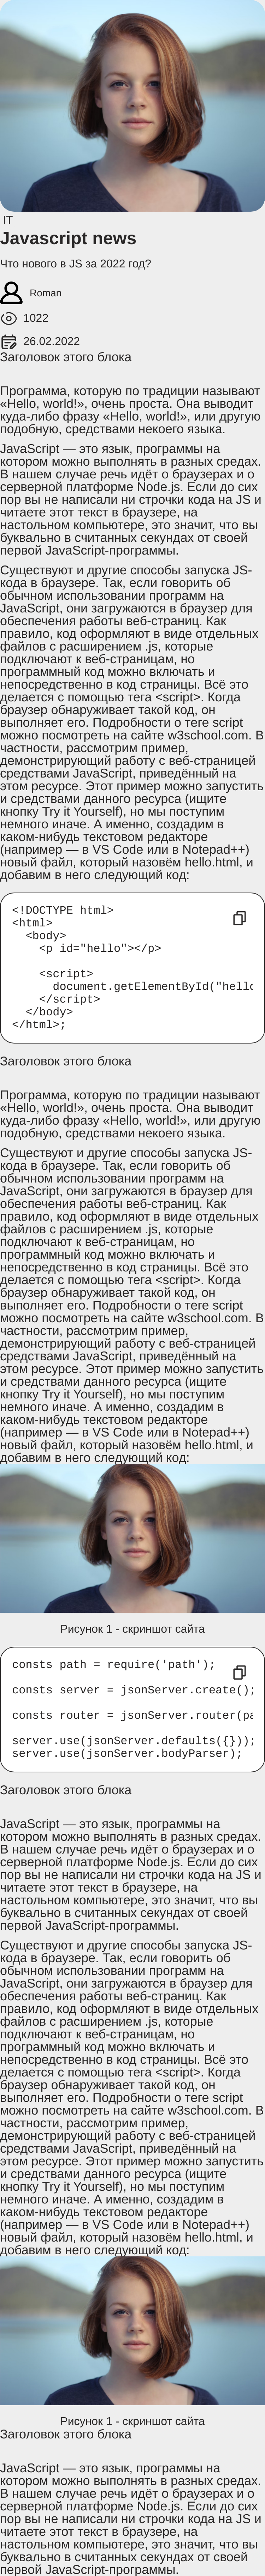 IT
Javascript news
Что нового в JS за 2022 год?
Roman
1022
26.02.2022
Заголовок этого блока
Программа, которую по традиции называют
«Hello, world!», очень проста. Она выводит
куда-либо фразу «Hello, world!», или другую
подобную, средствами некоего языка.
JavaScript — это язык, программы на
котором можно выполнять в разных средах.
В нашем случае речь идёт о браузерах и о
серверной платформе Node.js. Если до сих
пор вы не написали ни строчки кода на JS и
читаете этот текст в браузере, на
настольном компьютере, это значит, что вы
буквально в считанных секундах от своей
первой JavaScript-программы.
Существуют и другие способы запуска JS-
кода в браузере. Так, если говорить об
обычном использовании программ на
JavaScript, они загружаются в браузер для
обеспечения работы веб-страниц. Как
правило, код оформляют в виде отдельных
файлов с расширением .js, которые
подключают к веб-страницам, но
программный код можно включать и
непосредственно в код страницы. Всё это
делается с помощью тега <script>. Когда
браузер обнаруживает такой код, он
выполняет его. Подробности о теге script
можно посмотреть на сайте w3school.com. В
частности, рассмотрим пример,
демонстрирующий работу с веб-страницей
средствами JavaScript, приведённый на
этом ресурсе. Этот пример можно запустить
и средствами данного ресурса (ищите
кнопку Try it Yourself), но мы поступим
немного иначе. А именно, создадим в
каком-нибудь текстовом редакторе
(например — в VS Code или в Notepad++)
новый файл, который назовём hello.html, и
добавим в него следующий код:
<!DOCTYPE html>
<html>
  <body>
    <p id="hello"></p>
    <script>
      document.getElementById("hello
    </script>
  </body>
</html>;
Заголовок этого блока
Программа, которую по традиции называют
«Hello, world!», очень проста. Она выводит
куда-либо фразу «Hello, world!», или другую
подобную, средствами некоего языка.
Существуют и другие способы запуска JS-
кода в браузере. Так, если говорить об
обычном использовании программ на
JavaScript, они загружаются в браузер для
обеспечения работы веб-страниц. Как
правило, код оформляют в виде отдельных
файлов с расширением .js, которые
подключают к веб-страницам, но
программный код можно включать и
непосредственно в код страницы. Всё это
делается с помощью тега <script>. Когда
браузер обнаруживает такой код, он
выполняет его. Подробности о теге script
можно посмотреть на сайте w3school.com. В
частности, рассмотрим пример,
демонстрирующий работу с веб-страницей
средствами JavaScript, приведённый на
этом ресурсе. Этот пример можно запустить
и средствами данного ресурса (ищите
кнопку Try it Yourself), но мы поступим
немного иначе. А именно, создадим в
каком-нибудь текстовом редакторе
(например — в VS Code или в Notepad++)
новый файл, который назовём hello.html, и
добавим в него следующий код:
Рисунок 1 - скриншот сайта
consts path = require('path');
consts server = jsonServer.create();
consts router = jsonServer.router(pa
server.use(jsonServer.defaults({}));
server.use(jsonServer.bodyParser);
Заголовок этого блока
JavaScript — это язык, программы на
котором можно выполнять в разных средах.
В нашем случае речь идёт о браузерах и о
серверной платформе Node.js. Если до сих
пор вы не написали ни строчки кода на JS и
читаете этот текст в браузере, на
настольном компьютере, это значит, что вы
буквально в считанных секундах от своей
первой JavaScript-программы.
Существуют и другие способы запуска JS-
кода в браузере. Так, если говорить об
обычном использовании программ на
JavaScript, они загружаются в браузер для
обеспечения работы веб-страниц. Как
правило, код оформляют в виде отдельных
файлов с расширением .js, которые
подключают к веб-страницам, но
программный код можно включать и
непосредственно в код страницы. Всё это
делается с помощью тега <script>. Когда
браузер обнаруживает такой код, он
выполняет его. Подробности о теге script
можно посмотреть на сайте w3school.com. В
частности, рассмотрим пример,
демонстрирующий работу с веб-страницей
средствами JavaScript, приведённый на
этом ресурсе. Этот пример можно запустить
и средствами данного ресурса (ищите
кнопку Try it Yourself), но мы поступим
немного иначе. А именно, создадим в
каком-нибудь текстовом редакторе
(например — в VS Code или в Notepad++)
новый файл, который назовём hello.html, и
добавим в него следующий код:
Рисунок 1 - скриншот сайта
Заголовок этого блока
JavaScript — это язык, программы на
котором можно выполнять в разных средах.
В нашем случае речь идёт о браузерах и о
серверной платформе Node.js. Если до сих
пор вы не написали ни строчки кода на JS и
читаете этот текст в браузере, на
настольном компьютере, это значит, что вы
буквально в считанных секундах от своей
первой JavaScript-программы.